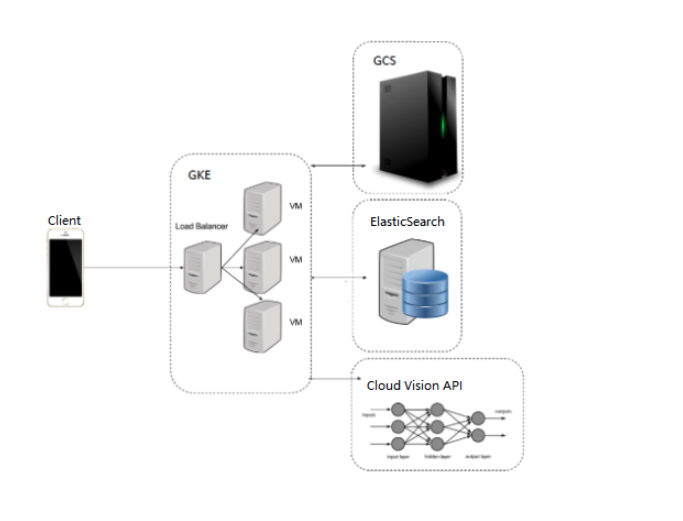 GCS
GKE
VM
Client
Load Balancer
ElasticSearch
VM
VM
Cloud Vision API
inputs
outputs
input layer
hidden layer
output layer